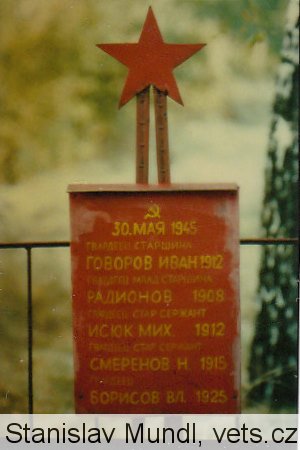 30.МАЯ 1945
ГВАРДЕЕЦ СТАРШИНА
ГОВОРОВ ИВАН 1912
ГВАРДЕЕЦ МЛАД. СТАРШИНА
РАДИОНОВ 1908
ГВАРДЕЕЦ СТАР СЕРЖАНТ
ИСЮК МИХ. 1912
ГВАРДЕЕЦ СТАР СЕРЖАНТ
СМЕРЕНОВ Н. 1915
ГВАРДЕЕЦ
БОРИСОВ ВЛ. 1925
Stanislav Mundl, vets.cz